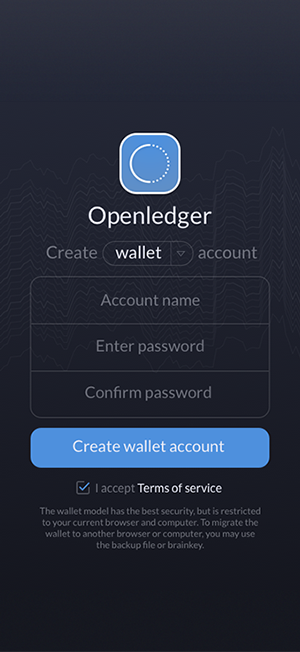 Openledger
Create wallet account
Account name
Enter password
Confirm password
Create wallet account
I accept Terms of service
The wallet model has the best security, but is restricted
to your current browser and computer. To migrate the
wallet to another browser or computer, you may use
the backup file or brainkey.